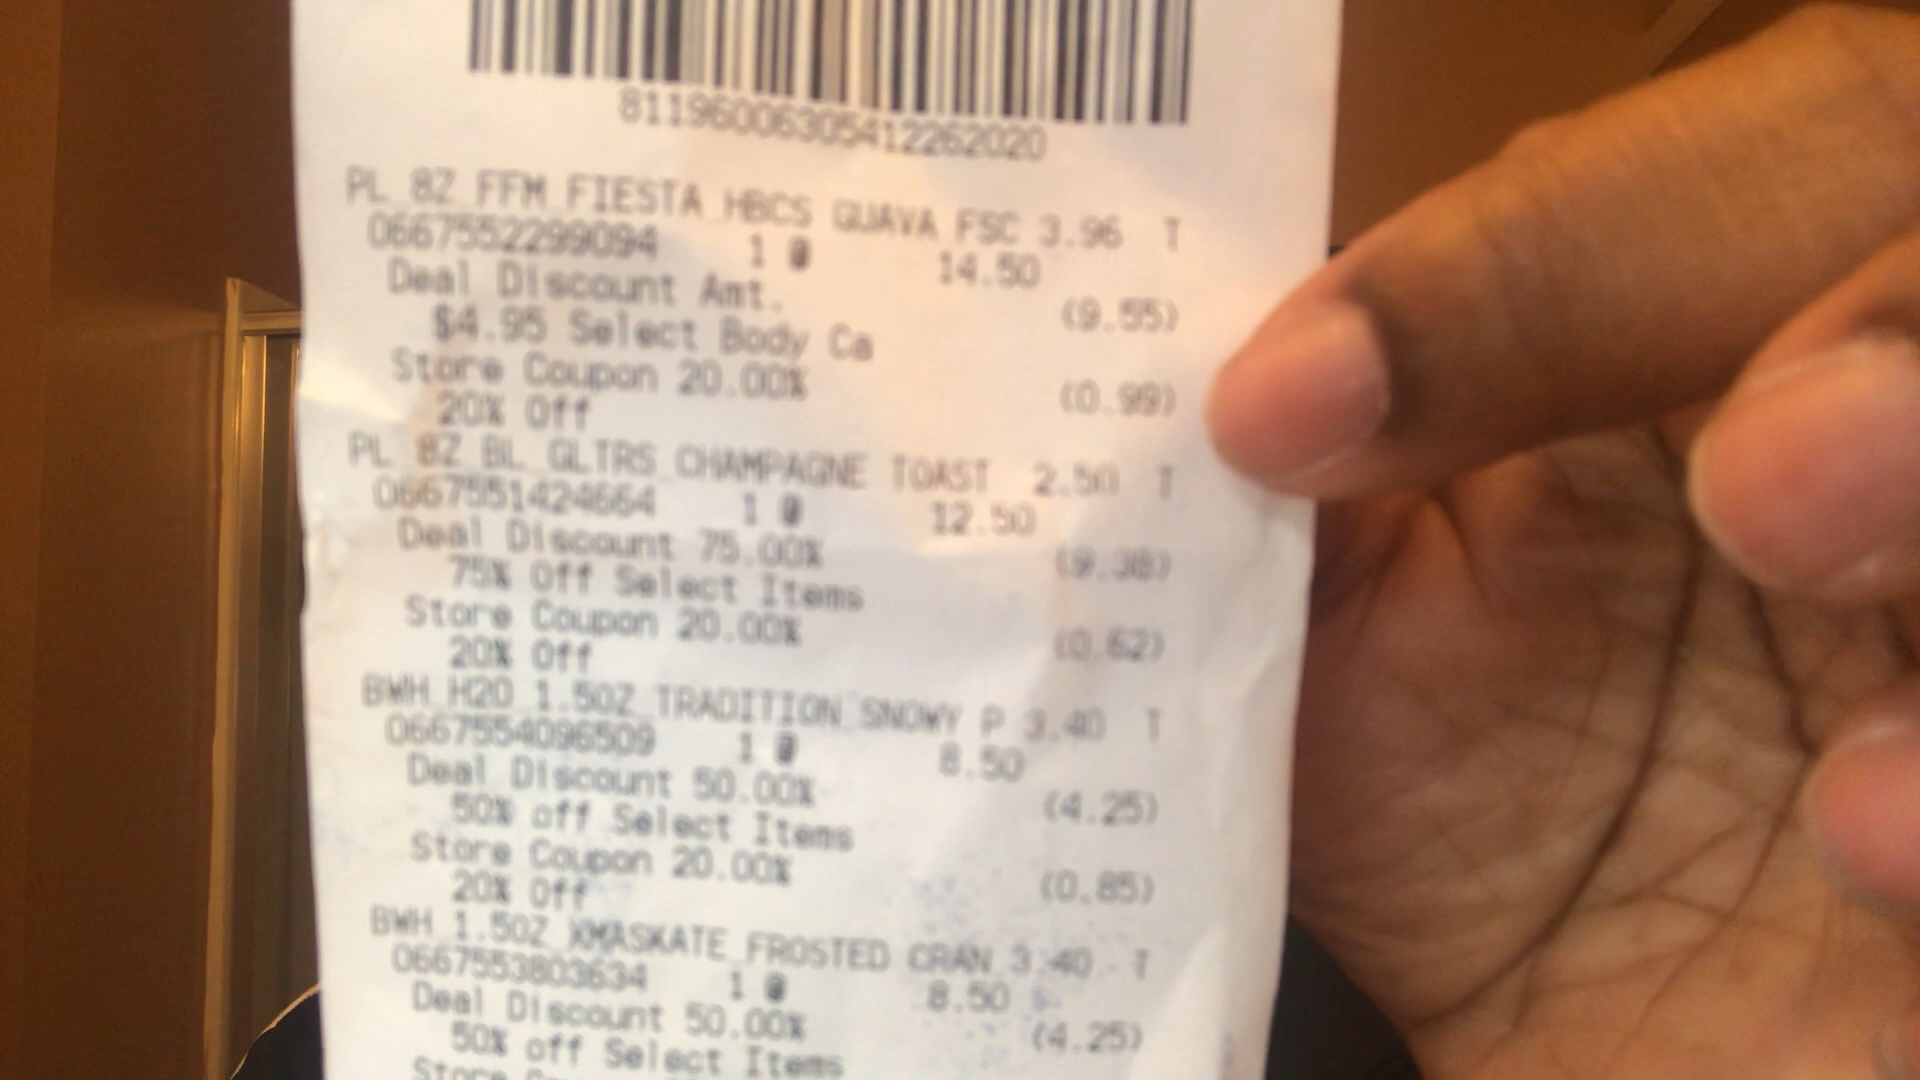 81196006305412262020
PL 8Z FFM FIESTA HBCS GUAVA FSC 3.96 T
0667552299094 1 @ 14.50
Deal Discount Amt. (9.55)
$4.95 Select Body Ca
Store Coupon 20.00% (0.99)
20% Off
PL 8Z BL GLTRS CHAMPAGNE TOAST 2.50 T
0667551424664 1 @ 12.50
Deal Discount 75.00% (9.38)
75% Off Select Items
Store Coupon 20.00% (0.62)
20% Off
BWH H2O 1.5OZ TRADITION SNOWY P 3.40 T
0667554096509 1 @ 8.50
Deal Discount 50.00% (4.25)
50% off Select Items
Store Coupon 20.00% (0.85)
20% Off
BWH 1.5OZ XMASKATE FROSTED CRAN 3.40 T
0667553803634 1 @ 8.50
Deal Discount 50.00% (4.25)
50% off Select Items
Store